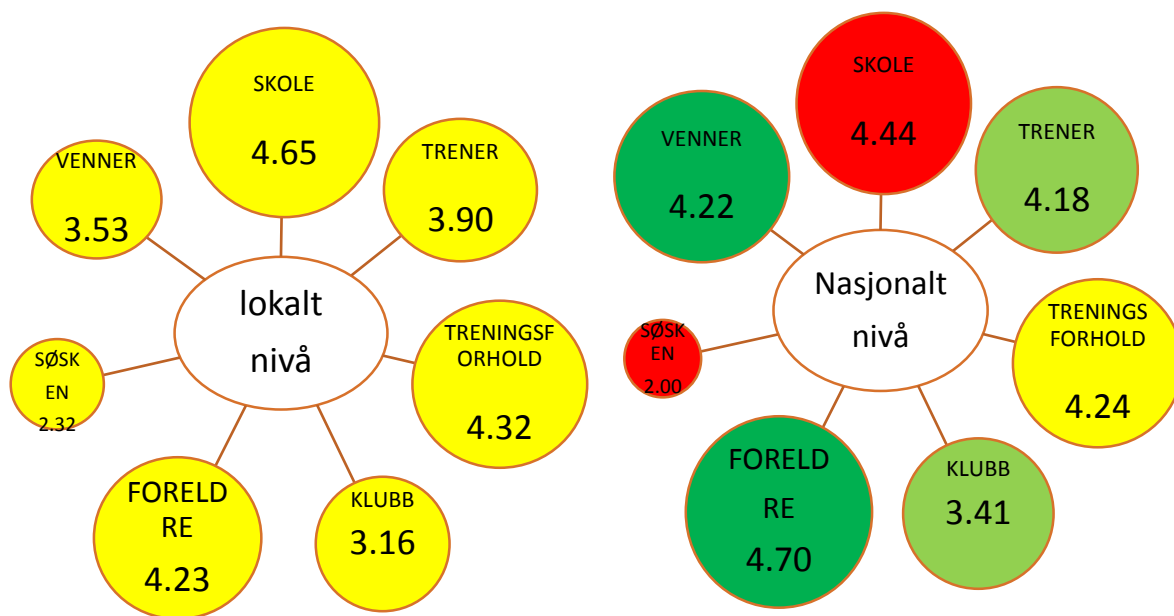 SKOLE
4.65
VENNER
3.53
TRENER
3.90
lokalt
nivå
TRENINGSF
ORHOLD
4.32
SØSK
EN
2.32
FORELD
RE
4.23
KLUBB
3.16
SKOLE
4.44
VENNER
4.22
TRENER
4.18
Nasjonalt
nivå
TRENINGS
FORHOLD
4.24
SØSK
EN
2.00
FORELD
RE
4.70
KLUBB
3.41